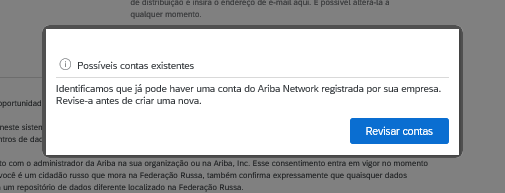 de distribuição e insira o endereço de e-mail aqui. É possível alterá-la a
qualquer momento.
Possíveis contas existentes
Identificamos que já pode haver uma conta do Ariba Network registrada por sua empresa.
Revise-a antes de criar uma nova.
oportunidad
neste sistem
ntros de dad
Revisar contas
to com o administrador da Ariba na sua organização ou na Ariba, Inc. Esse consentimento entra em vigor no momento
você é um cidadão russo que mora na Federação Russa, também confirma expressamente que quaisquer dados
um repositório de dados diferente localizado na Federação Russa.